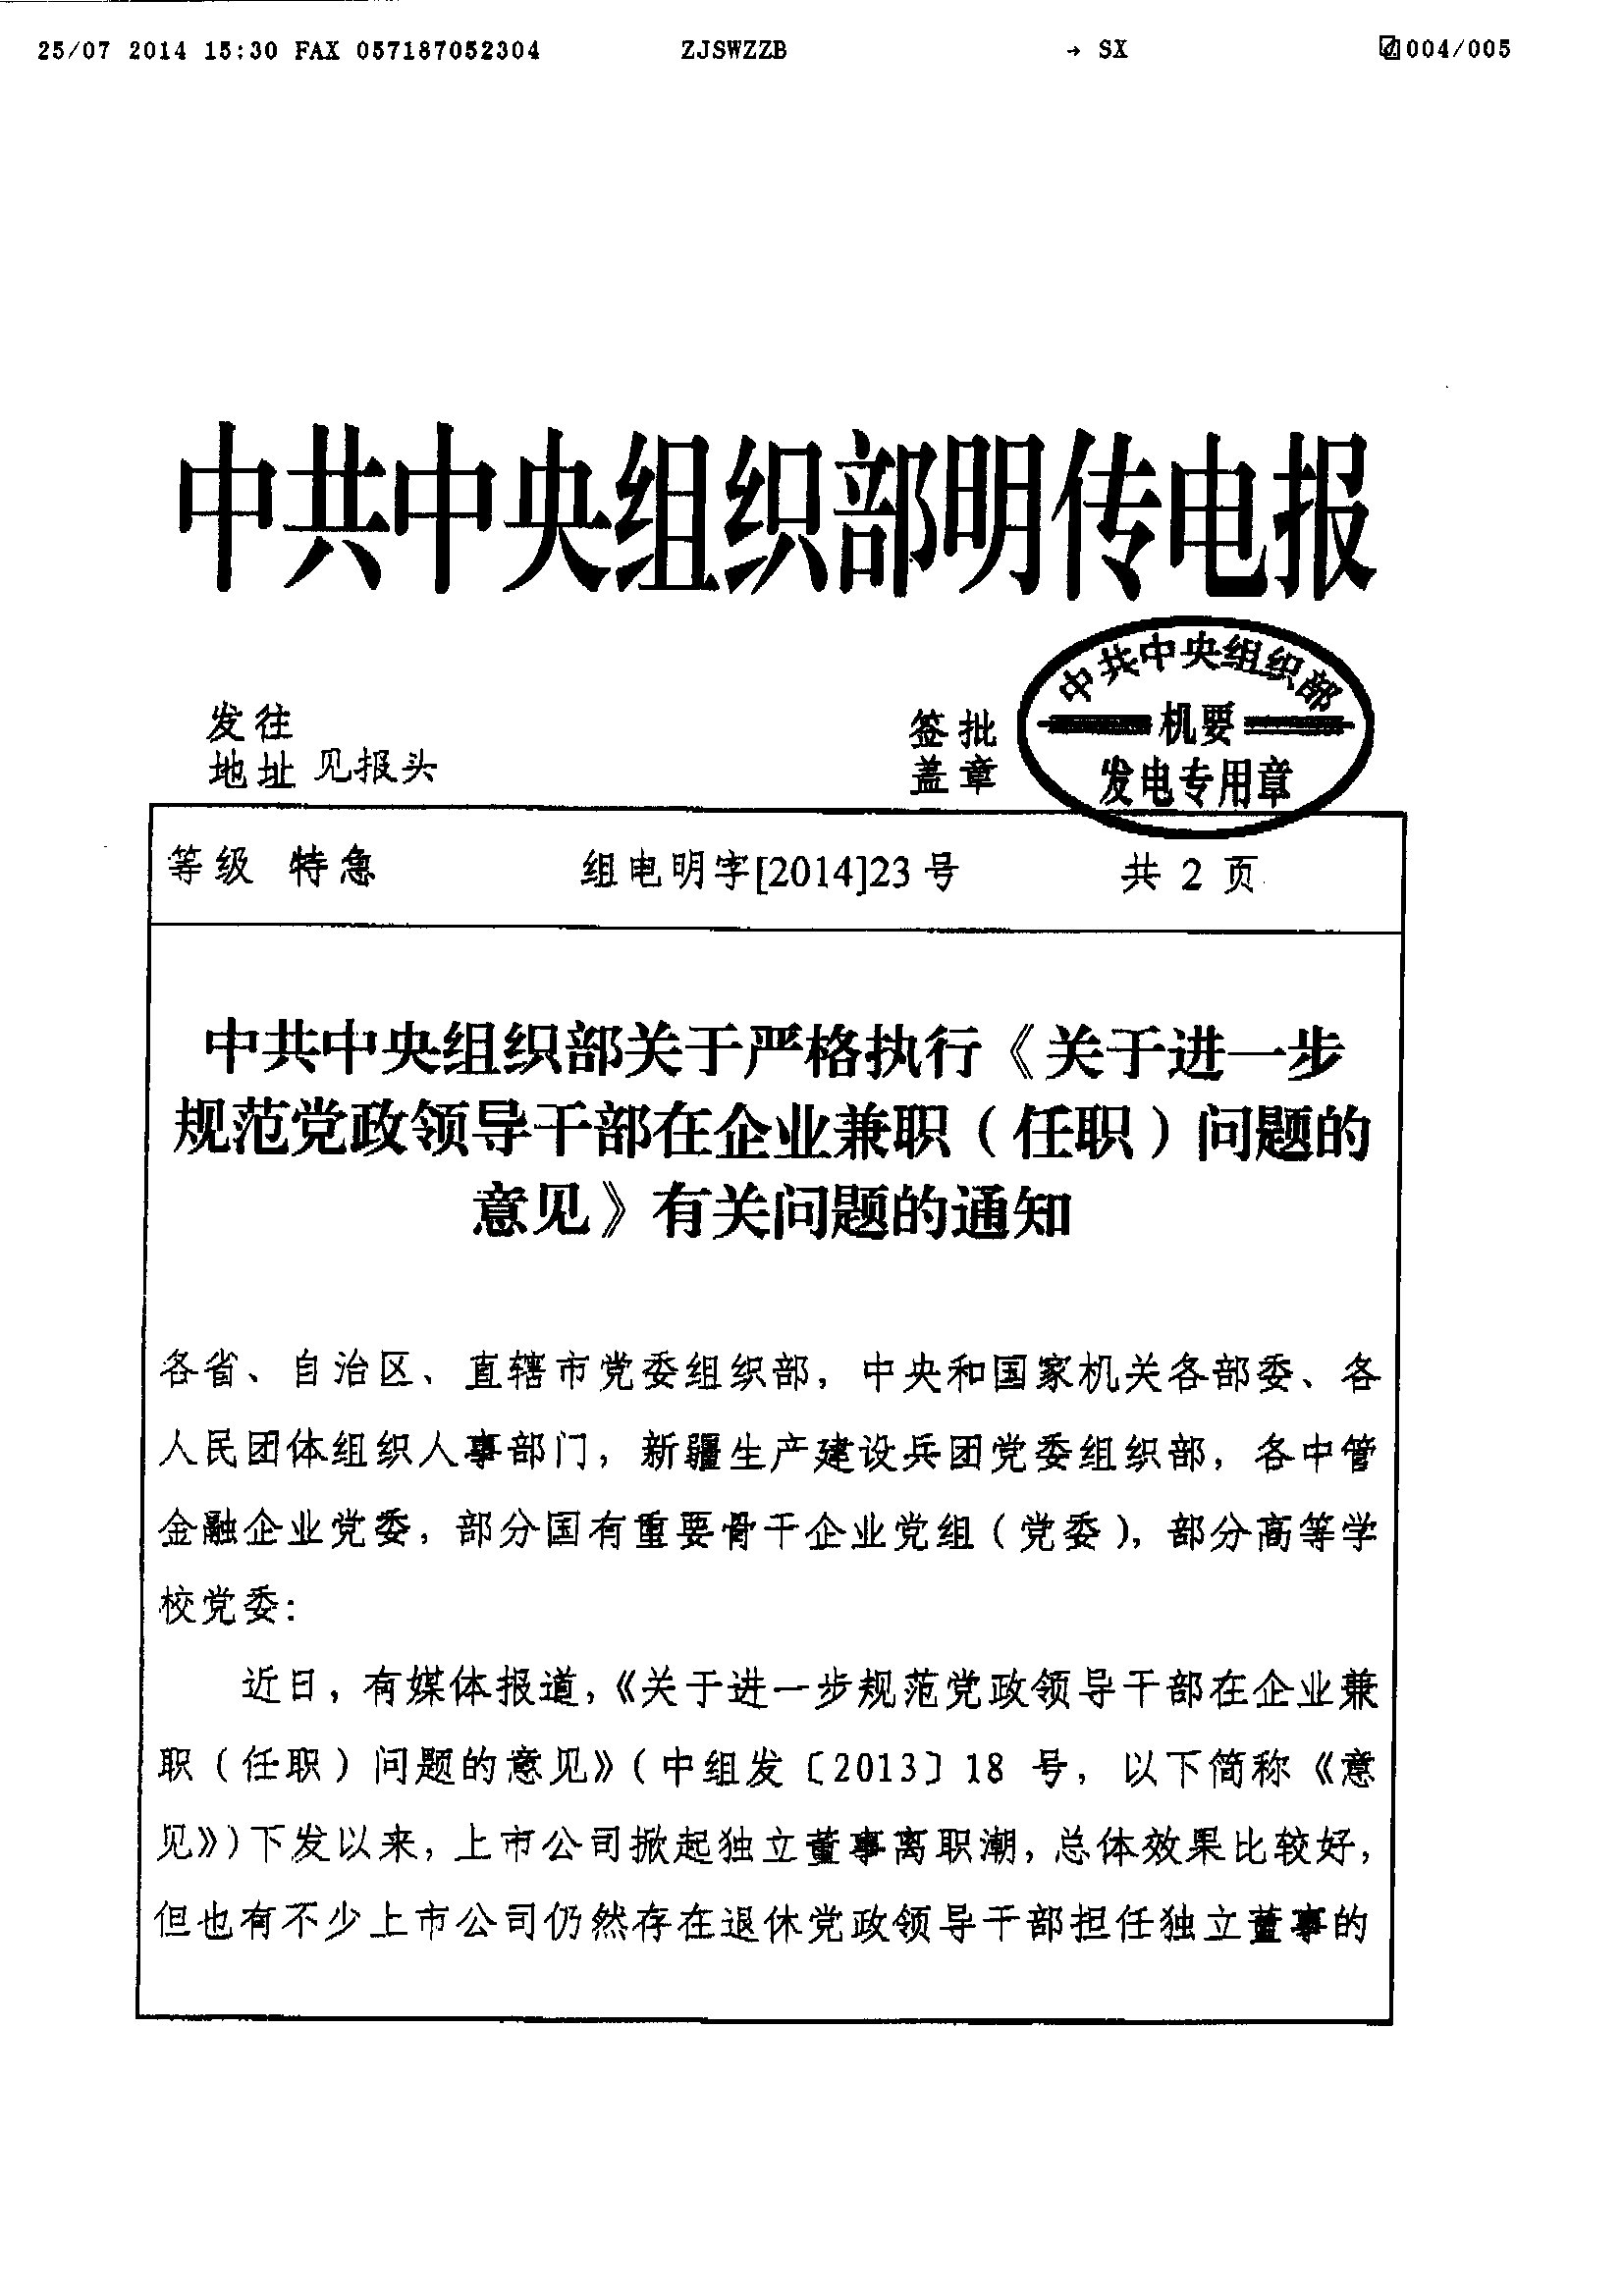 25/07 2014 15:30 FAX 057187052304 ZJSWZZB → SX 004/005
中共中央组织部明传电报
中共中央组织部
机要
发电专用章
发往
地址 见报头
签批
盖章
等级 特急 组电明字[2014]23号 共 2 页
中共中央组织部关于严格执行《关于进一步
规范党政领导干部在企业兼职（任职）问题的
意见》有关问题的通知
各省、自治区、直辖市党委组织部，中央和国家机关各部委、各
人民团体组织人事部门，新疆生产建设兵团党委组织部，各中管
金融企业党委，部分国有重要骨干企业党组（党委），部分高等学
校党委：
近日，有媒体报道，《关于进一步规范党政领导干部在企业兼
职（任职）问题的意见》（中组发〔2013〕18 号，以下简称《意
见》）下发以来，上市公司掀起独立董事离职潮，总体效果比较好，
但也有不少上市公司仍然存在退休党政领导干部担任独立董事的